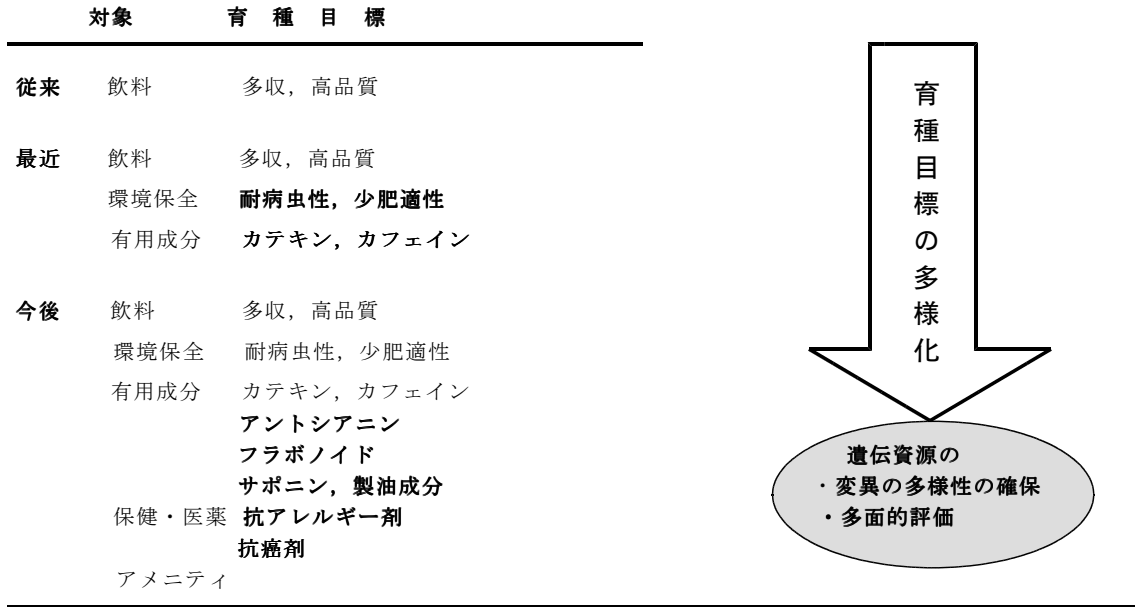 対象 育種目標
従来 飲料 多収，高品質
最近 飲料 多収，高品質
環境保全 耐病虫性，少肥適性
有用成分 カテキン，カフェイン
今後 飲料 多収，高品質
環境保全 耐病虫性，少肥適性
有用成分 カテキン，カフェイン
アントシアニン
フラボノイド
サポニン，製油成分
保健・医薬 抗アレルギー剤
抗癌剤
アメニティ
育種目標の多様化
遺伝資源の
・変異の多様性の確保
・多面的評価